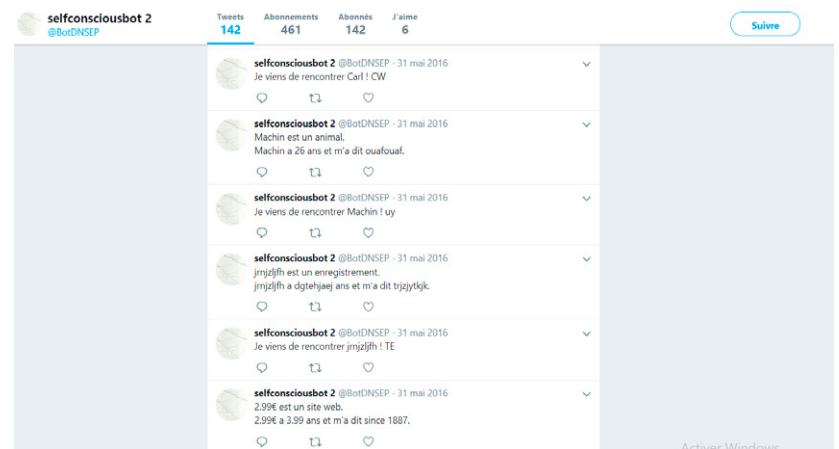 selfconsciousbot 2
@BotDNSEP
Tweets Abonnements Abonnés J'aime
142 461 142 6
Suivre
selfconsciousbot 2 @BotDNSEP · 31 mai 2016
Je viens de rencontrer Carl ! CW
selfconsciousbot 2 @BotDNSEP · 31 mai 2016
Machin est un animal.
Machin a 26 ans et m'a dit ouafouaf.
selfconsciousbot 2 @BotDNSEP · 31 mai 2016
Je viens de rencontrer Machin ! uy
selfconsciousbot 2 @BotDNSEP · 31 mai 2016
jrnjzljfh est un enregistrement.
jrnjzljfh a dgtehjaej ans et m'a dit trjzjytkjk.
selfconsciousbot 2 @BotDNSEP · 31 mai 2016
Je viens de rencontrer jrnjzljfh ! TE
selfconsciousbot 2 @BotDNSEP · 31 mai 2016
2.99€ est un site web.
2.99€ a 3.99 ans et m'a dit since 1887.
Activer Windows